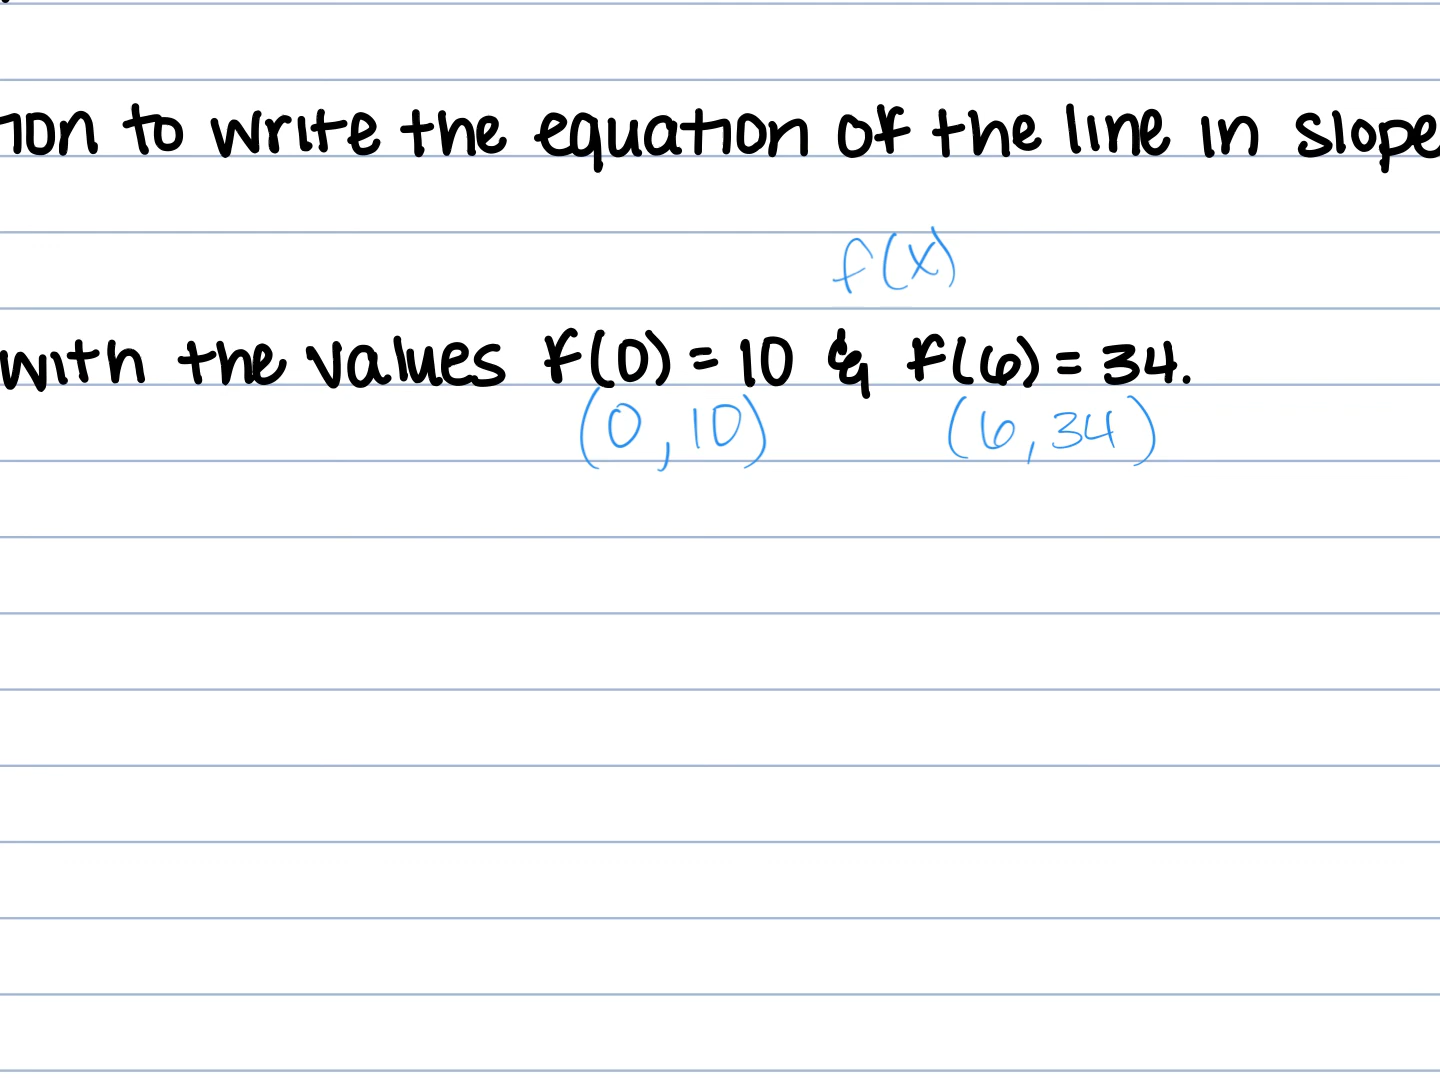 to write the equation of the line in slope
f(x)
with the values f(0) = 10 & f(6) = 34.
(0, 10) (6, 34)